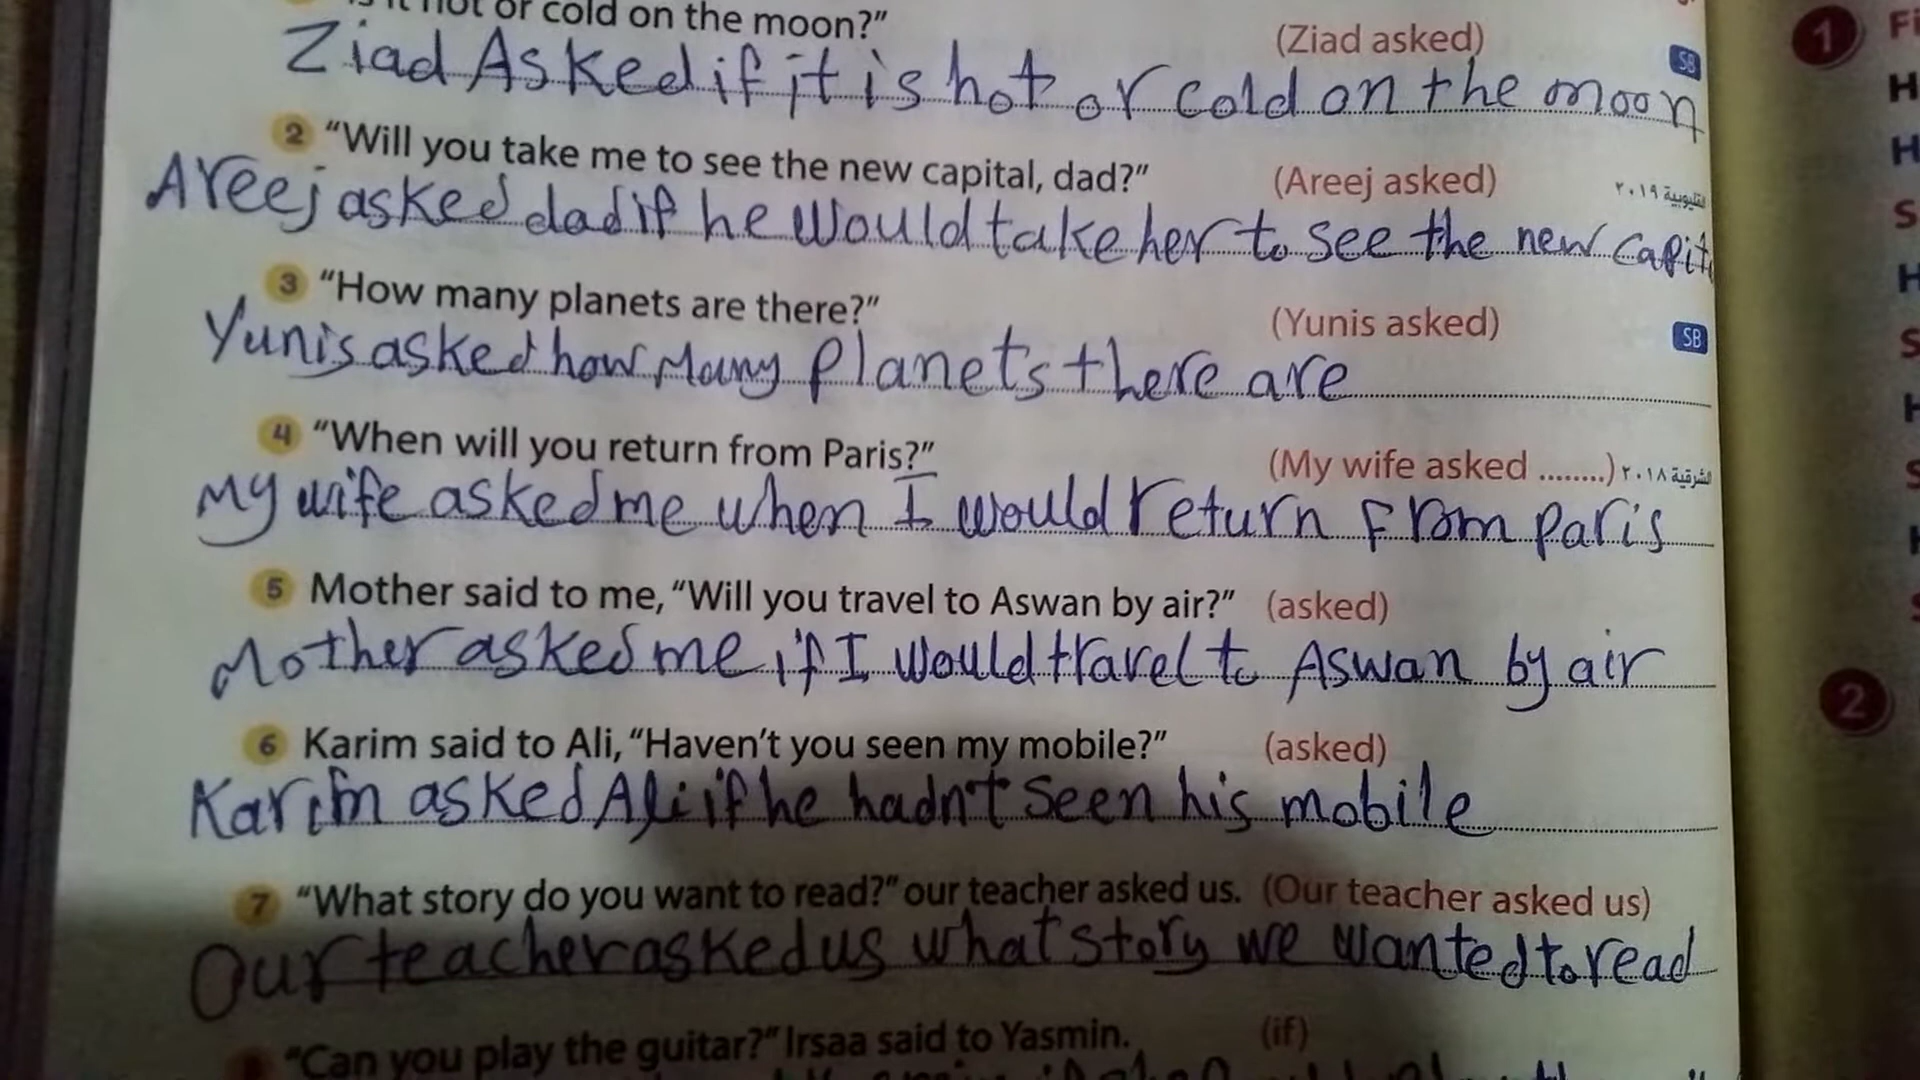 or cold on the moon?" (Ziad asked)
Ziad Asked if it is hot or cold on the moon SB
2 "Will you take me to see the new capital, dad?" (Areej asked) القليوبية ٢٠١٩
Areej asked dad if he would take her to see the new
3 "How many planets are there?" (Yunis asked) SB
Yunis asked how many planets there are
4 "When will you return from Paris?" (My wife asked ........) الشرقية ٢٠١٨
My wife asked me when I would return From paris
5 Mother said to me, "Will you travel to Aswan by air?" (asked)
Mother asked me if I would travel to Aswan by air
6 Karim said to Ali, "Haven't you seen my mobile?" (asked)
Karim asked Ali if he hadn't seen his mobile
7 "What story do you want to read?" our teacher asked us. (Our teacher asked us)
Our teacher asked us what story we wanted to read
"Can you play the guitar?" Irsaa said to Yasmin. (if)
1
H
H
S
H
S
H
S
H
S
2